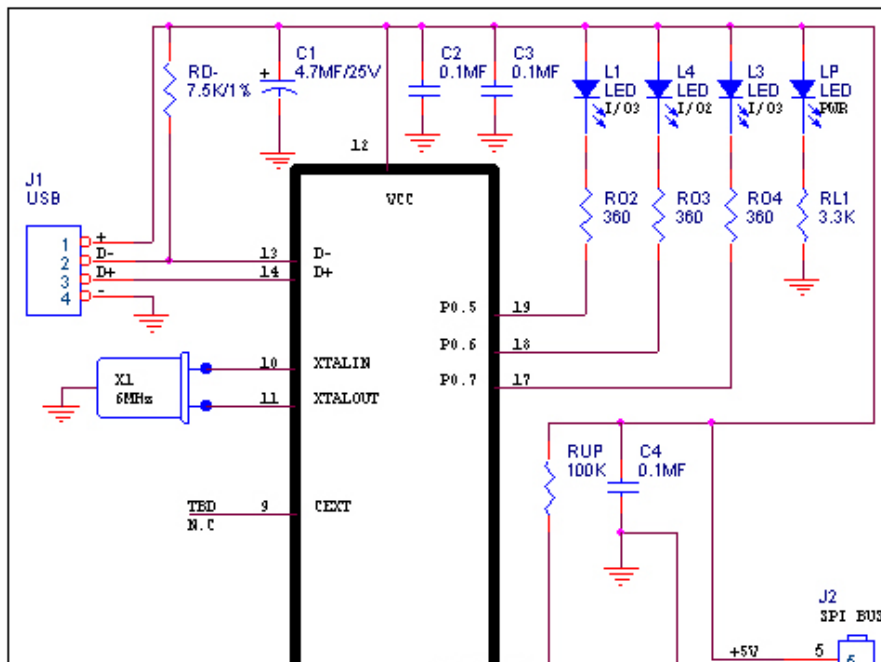 RD-
7.5K/1%
C1
4.7MF/25V
+
C2
0.1MF
C3
0.1MF
L1
LED
I/O3
L4
LED
I/O2
L3
LED
I/O3
LP
LED
PWR
12
VCC
J1
USB
1 +
2 D-
3 D+
4 -
13 D-
14 D+
RO2
360
RO3
360
RO4
360
RL1
3.3K
P0.5 19
P0.6 18
P0.7 17
X1
6MHz
10 XTALIN
11 XTALOUT
RUP
100K
C4
0.1MF
TBD
N.C
9 CEXT
J2
SPI BUS
+5V 5